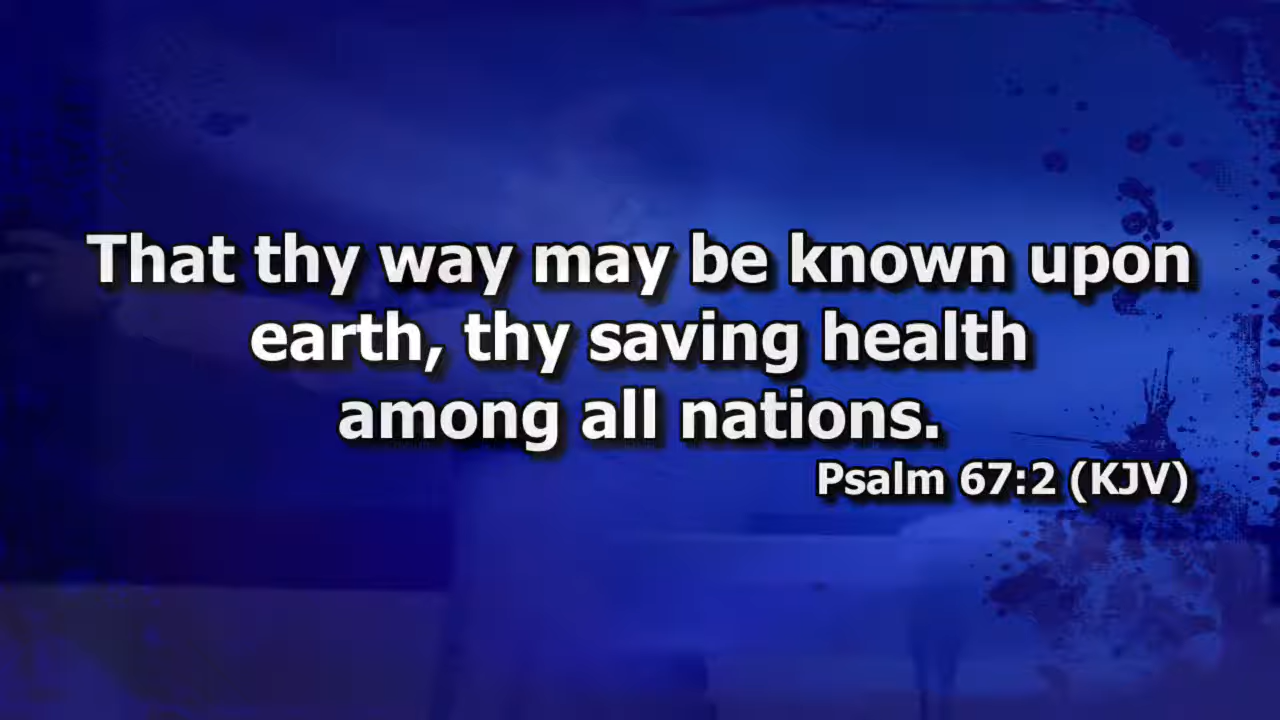 That thy way may be known upon
earth, thy saving health
among all nations.
Psalm 67:2 (KJV)